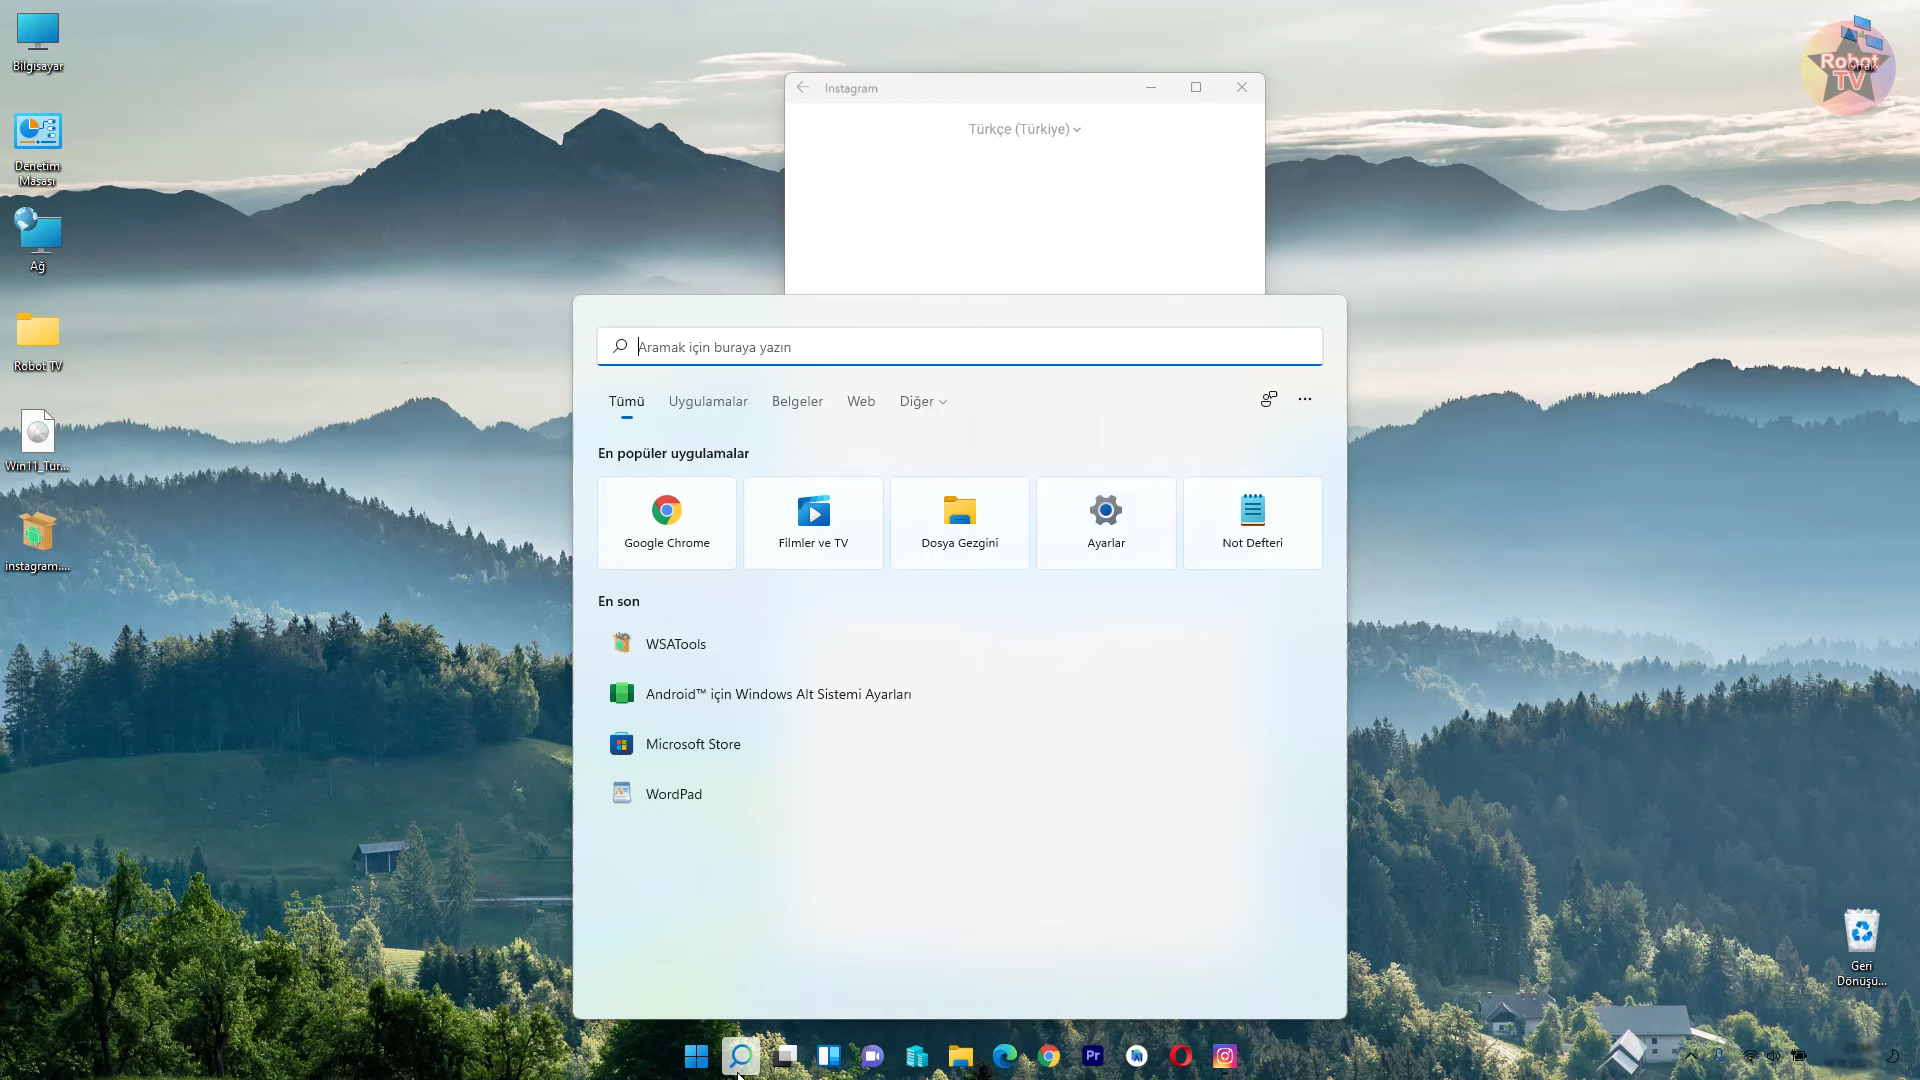 Bilgisayar
Denetim
Masası
Ağ
Robot TV
Win11_Tur...
instagram....
Robot
TV
Ortak
Instagram
Türkçe (Türkiye)
Aramak için buraya yazın
Tümü Uygulamalar Belgeler Web Diğer
En popüler uygulamalar
Google Chrome Filmler ve TV Dosya Gezgini Ayarlar Not Defteri
En son
WSATools
Android™ için Windows Alt Sistemi Ayarları
Microsoft Store
WordPad
Geri
Dönüşü...
Pr